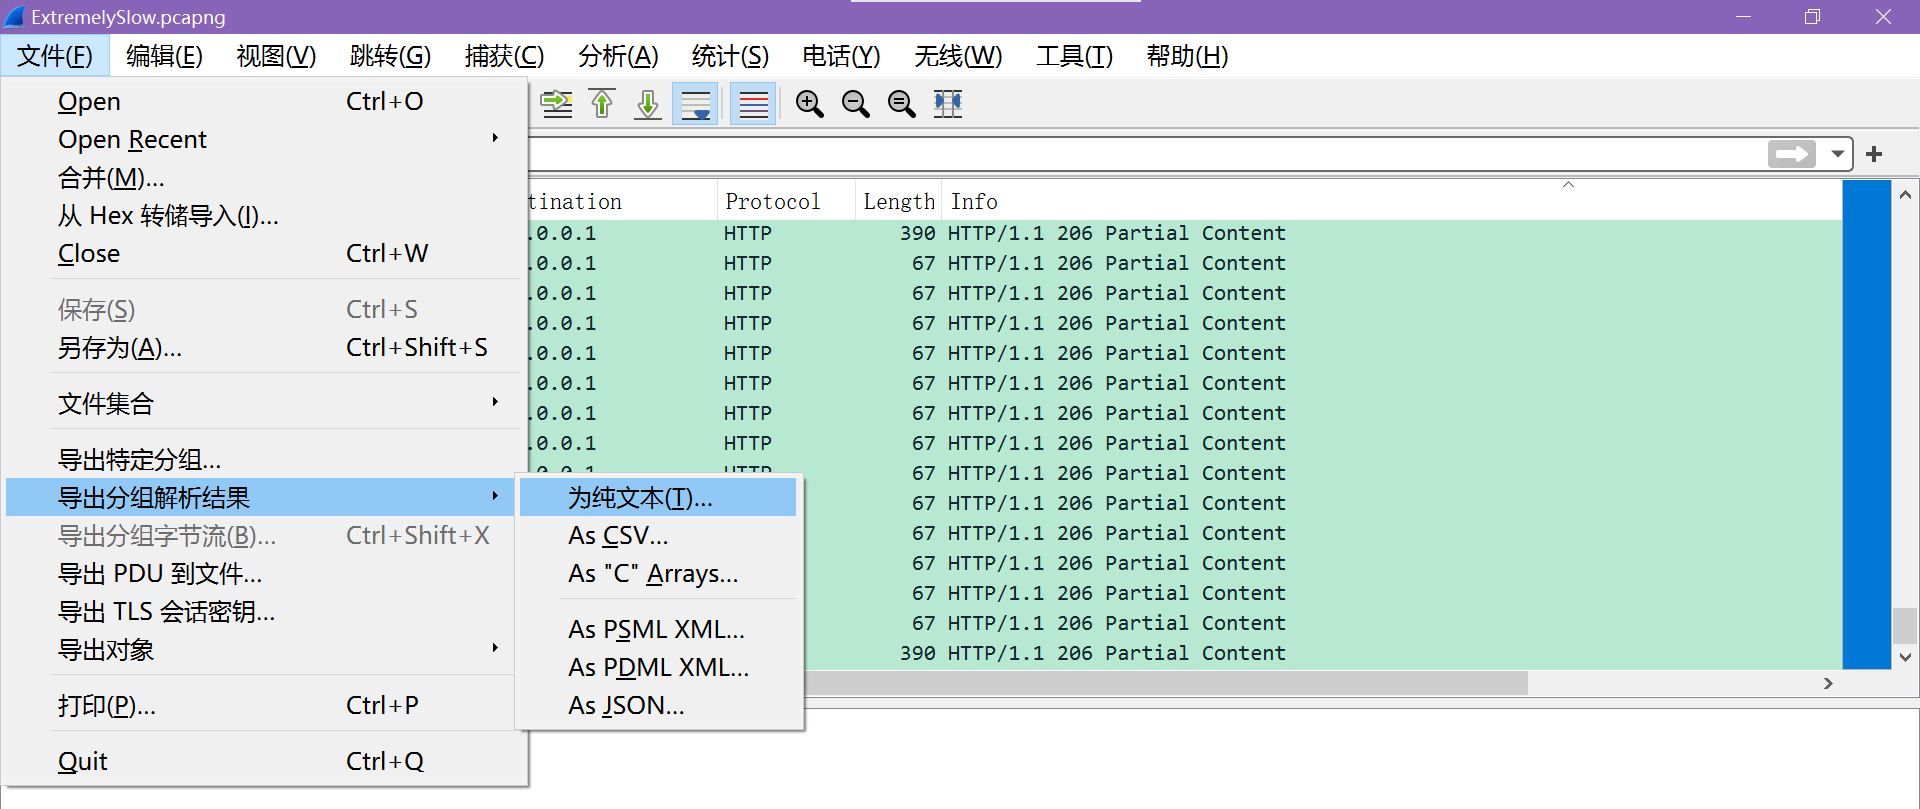 ExtremelySlow.pcapng
文件(F) 编辑(E) 视图(V) 跳转(G) 捕获(C) 分析(A) 统计(S) 电话(Y) 无线(W) 工具(T) 帮助(H)
Open Ctrl+O
Open Recent
合并(M)...
从 Hex 转储导入(I)...
Close Ctrl+W
保存(S) Ctrl+S
另存为(A)... Ctrl+Shift+S
文件集合
导出特定分组...
导出分组解析结果
导出分组字节流(B)... Ctrl+Shift+X
导出 PDU 到文件...
导出 TLS 会话密钥...
导出对象
打印(P)... Ctrl+P
Quit Ctrl+Q
为纯文本(T)...
As CSV...
As "C" Arrays...
As PSML XML...
As PDML XML...
As JSON...
tination Protocol Length Info
.0.0.1 HTTP 390 HTTP/1.1 206 Partial Content
.0.0.1 HTTP 67 HTTP/1.1 206 Partial Content
.0.0.1 HTTP 67 HTTP/1.1 206 Partial Content
.0.0.1 HTTP 67 HTTP/1.1 206 Partial Content
.0.0.1 HTTP 67 HTTP/1.1 206 Partial Content
.0.0.1 HTTP 67 HTTP/1.1 206 Partial Content
.0.0.1 HTTP 67 HTTP/1.1 206 Partial Content
.0.0.1 HTTP 67 HTTP/1.1 206 Partial Content
.0.0.1 HTTP 67 HTTP/1.1 206 Partial Content
67 HTTP/1.1 206 Partial Content
67 HTTP/1.1 206 Partial Content
67 HTTP/1.1 206 Partial Content
67 HTTP/1.1 206 Partial Content
67 HTTP/1.1 206 Partial Content
390 HTTP/1.1 206 Partial Content